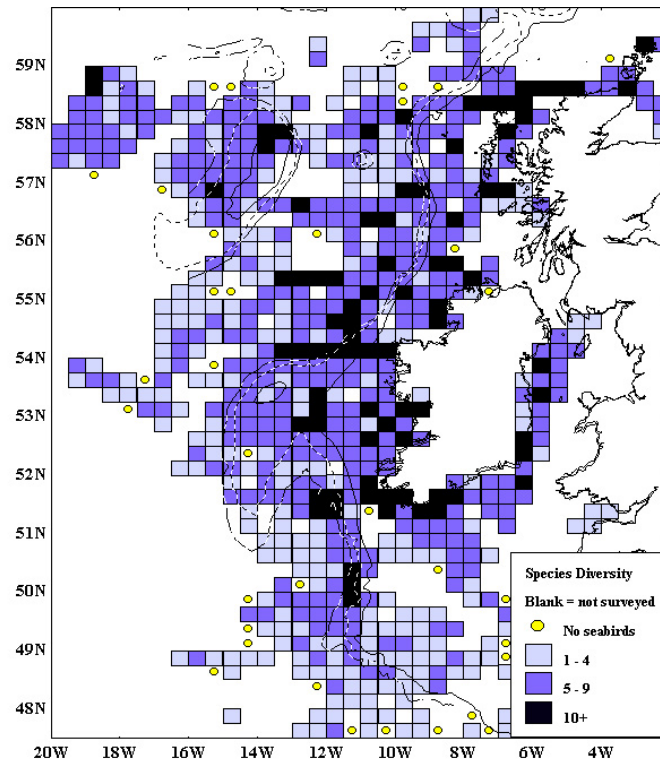 59N
58N
57N
56N
55N
54N
53N
52N
51N
50N
49N
48N
Species Diversity
Blank = not surveyed
No seabirds
1 - 4
5 - 9
10+
20W 18W 16W 14W 12W 10W 8W 6W 4W